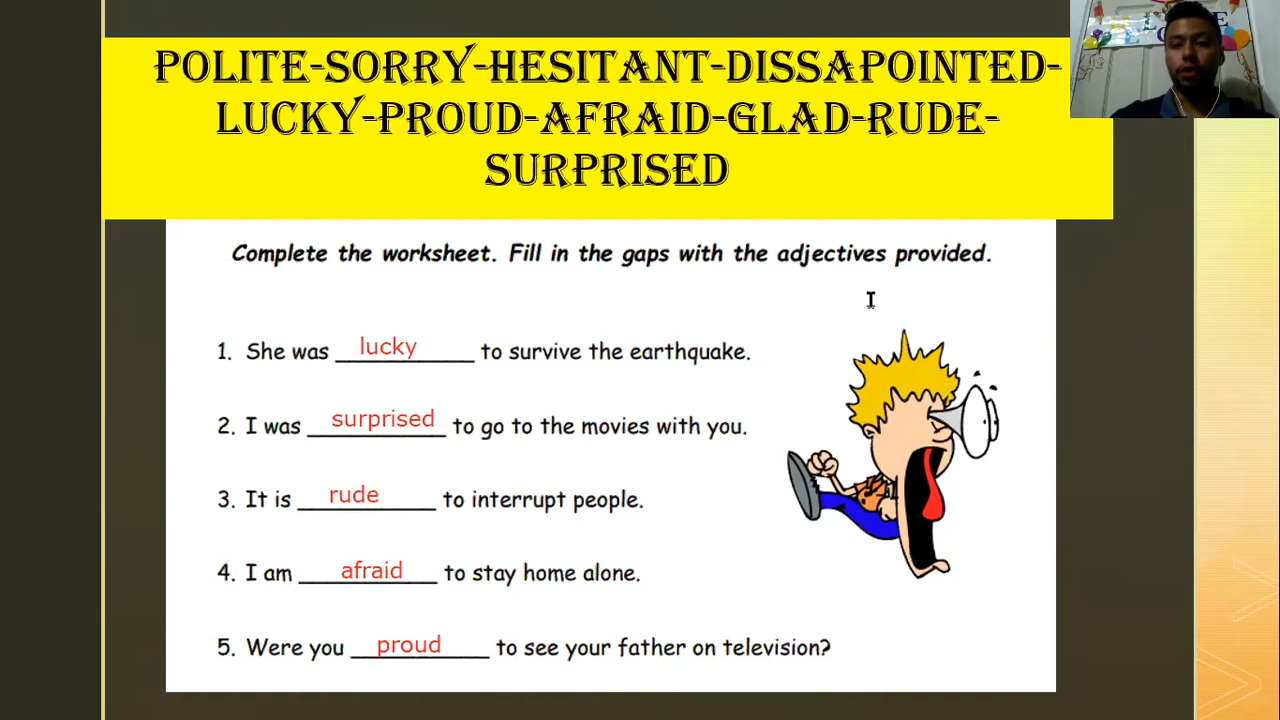 POLITE-SORRY-HESITANT-DISSAPOINTED-
LUCKY-PROUD-AFRAID-GLAD-RUDE-
SURPRISED
Complete the worksheet. Fill in the gaps with the adjectives provided.
1. She was lucky to survive the earthquake.
2. I was surprised to go to the movies with you.
3. It is rude to interrupt people.
4. I am afraid to stay home alone.
5. Were you proud to see your father on television?